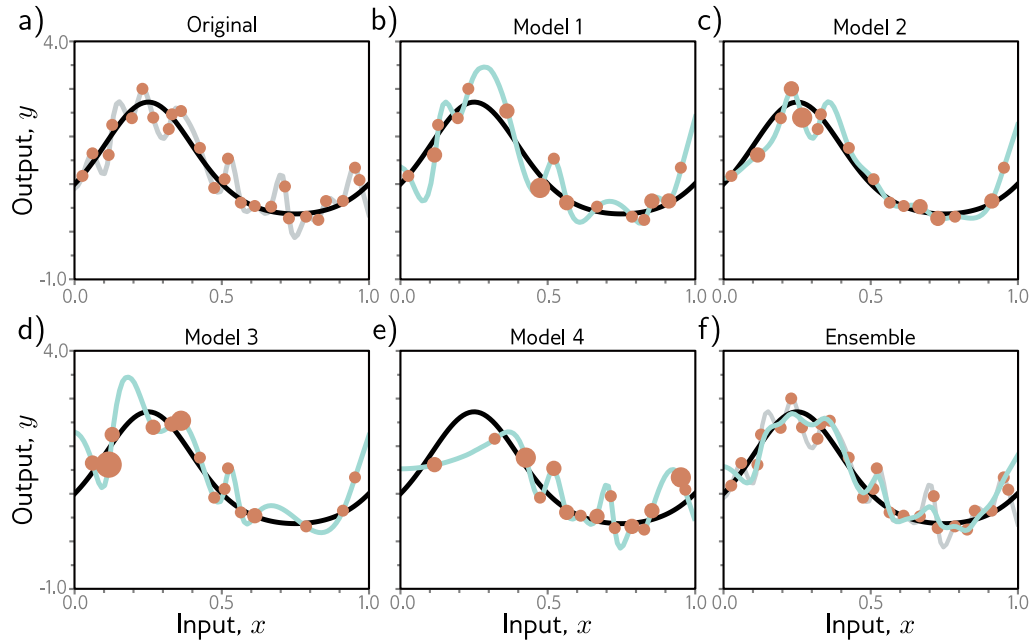 a) Original
b) Model 1
c) Model 2
4.0
Output, y
-1.0
0.0 0.5 1.0
0.0 0.5 1.0
0.0 0.5 1.0
d) Model 3
e) Model 4
f) Ensemble
4.0
Output, y
-1.0
0.0 0.5 1.0
0.0 0.5 1.0
0.0 0.5 1.0
Input, x
Input, x
Input, x